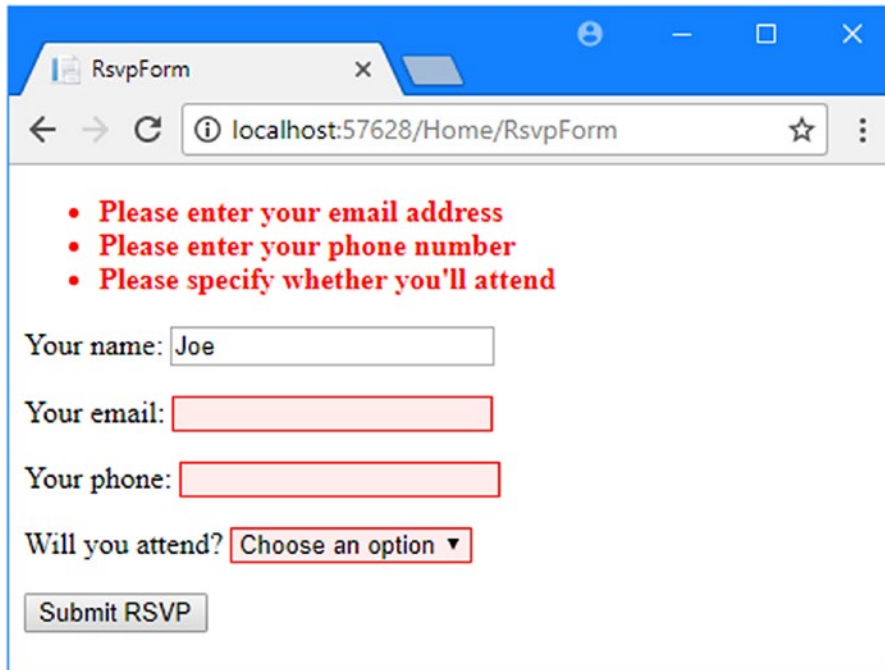 RsvpForm
localhost:57628/Home/RsvpForm
Please enter your email address
Please enter your phone number
Please specify whether you'll attend
Your name: Joe
Your email:
Your phone:
Will you attend? Choose an option
Submit RSVP